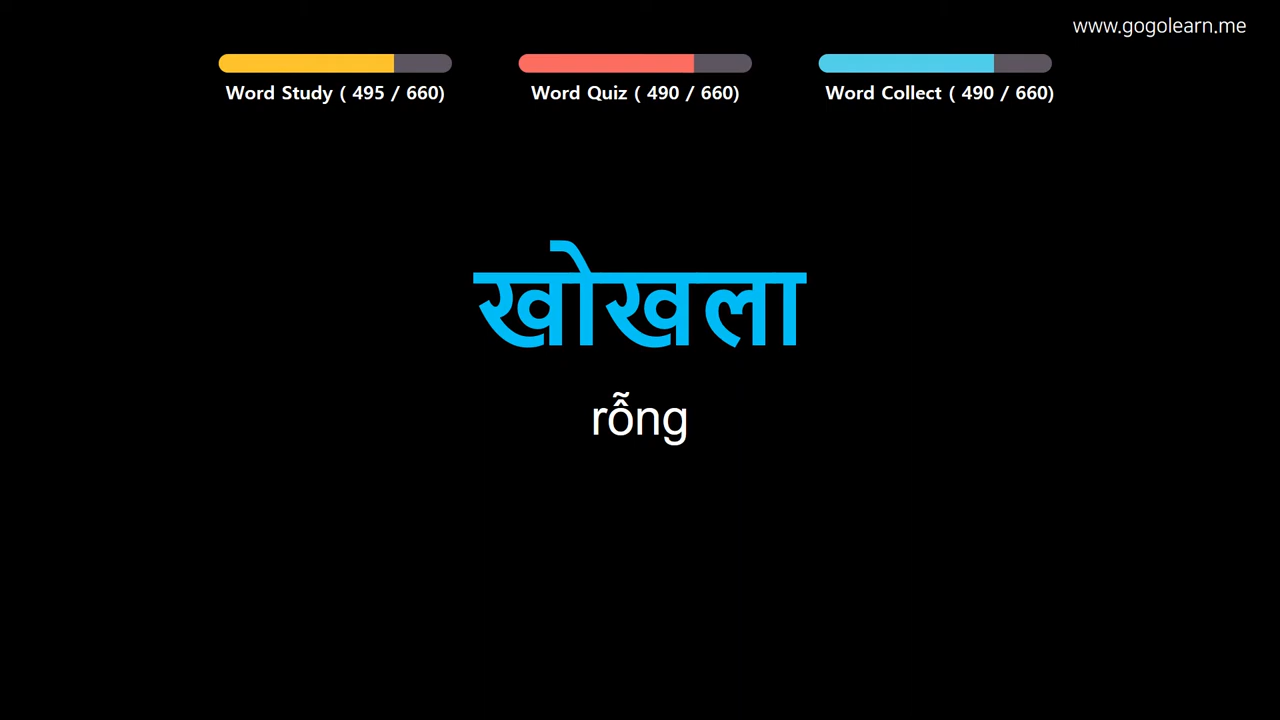 www.gogolearn.me
Word Study ( 495 / 660)
Word Quiz ( 490 / 660)
Word Collect ( 490 / 660)
खोखला
rỗng